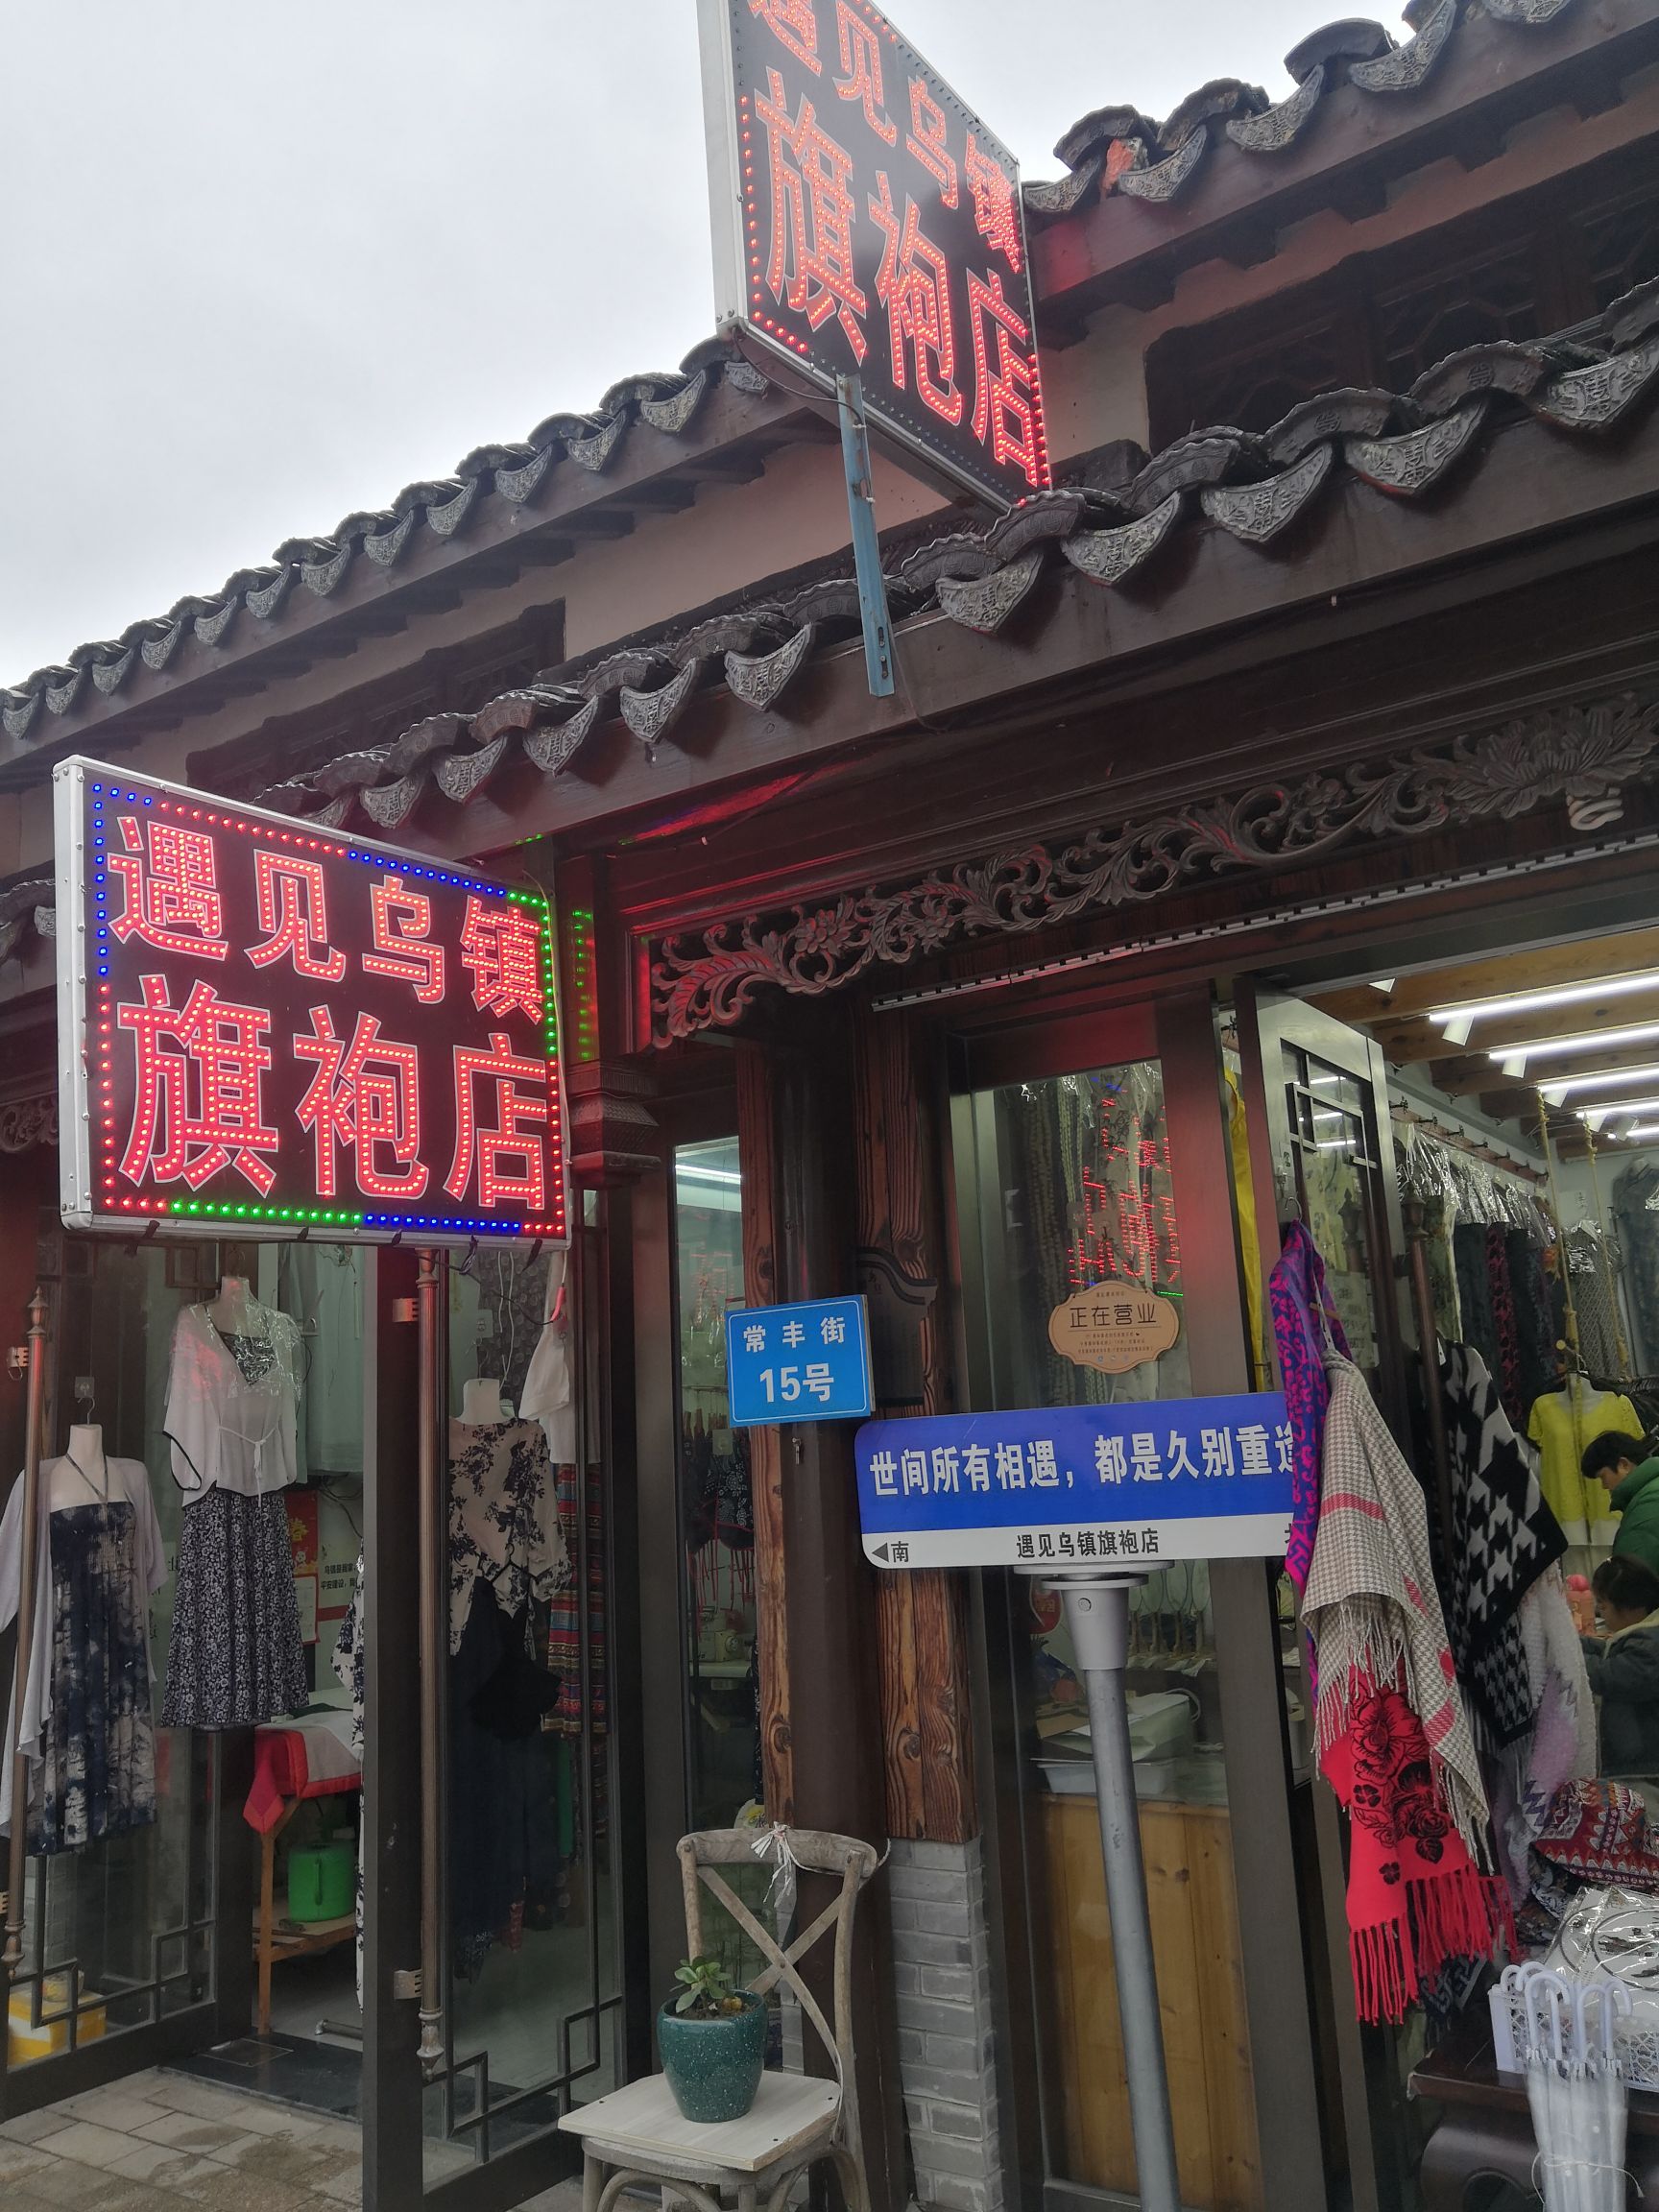 遇见乌镇
旗袍店
遇见乌镇
旗袍店
常丰街
15号
正在营业
世间所有相遇，都是久别重逢
南
遇见乌镇旗袍店